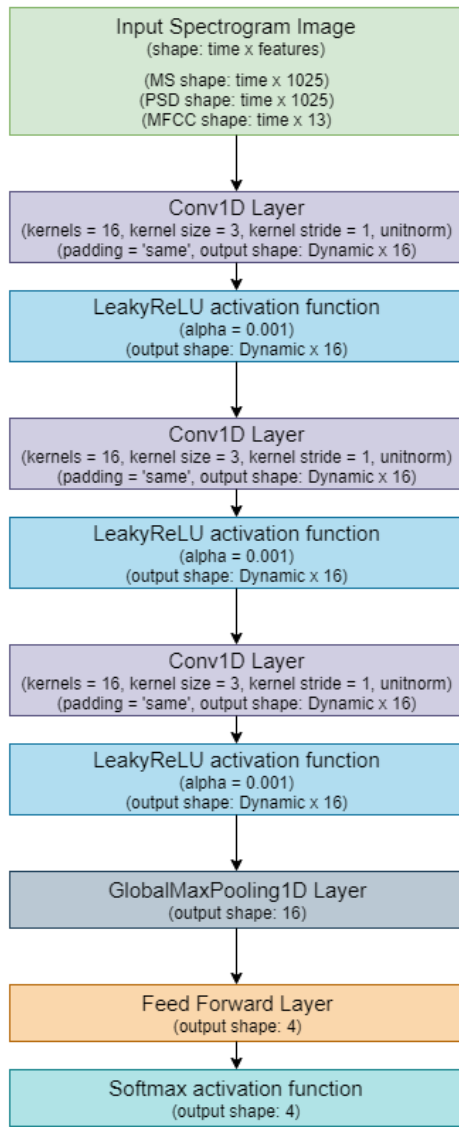 Input Spectrogram Image
(shape: time x features)
(MS shape: time x 1025)
(PSD shape: time x 1025)
(MFCC shape: time x 13)
Conv1D Layer
(kernels = 16, kernel size = 3, kernel stride = 1, unitnorm)
(padding = 'same', output shape: Dynamic x 16)
LeakyReLU activation function
(alpha = 0.001)
(output shape: Dynamic x 16)
Conv1D Layer
(kernels = 16, kernel size = 3, kernel stride = 1, unitnorm)
(padding = 'same', output shape: Dynamic x 16)
LeakyReLU activation function
(alpha = 0.001)
(output shape: Dynamic x 16)
Conv1D Layer
(kernels = 16, kernel size = 3, kernel stride = 1, unitnorm)
(padding = 'same', output shape: Dynamic x 16)
LeakyReLU activation function
(alpha = 0.001)
(output shape: Dynamic x 16)
GlobalMaxPooling1D Layer
(output shape: 16)
Feed Forward Layer
(output shape: 4)
Softmax activation function
(output shape: 4)